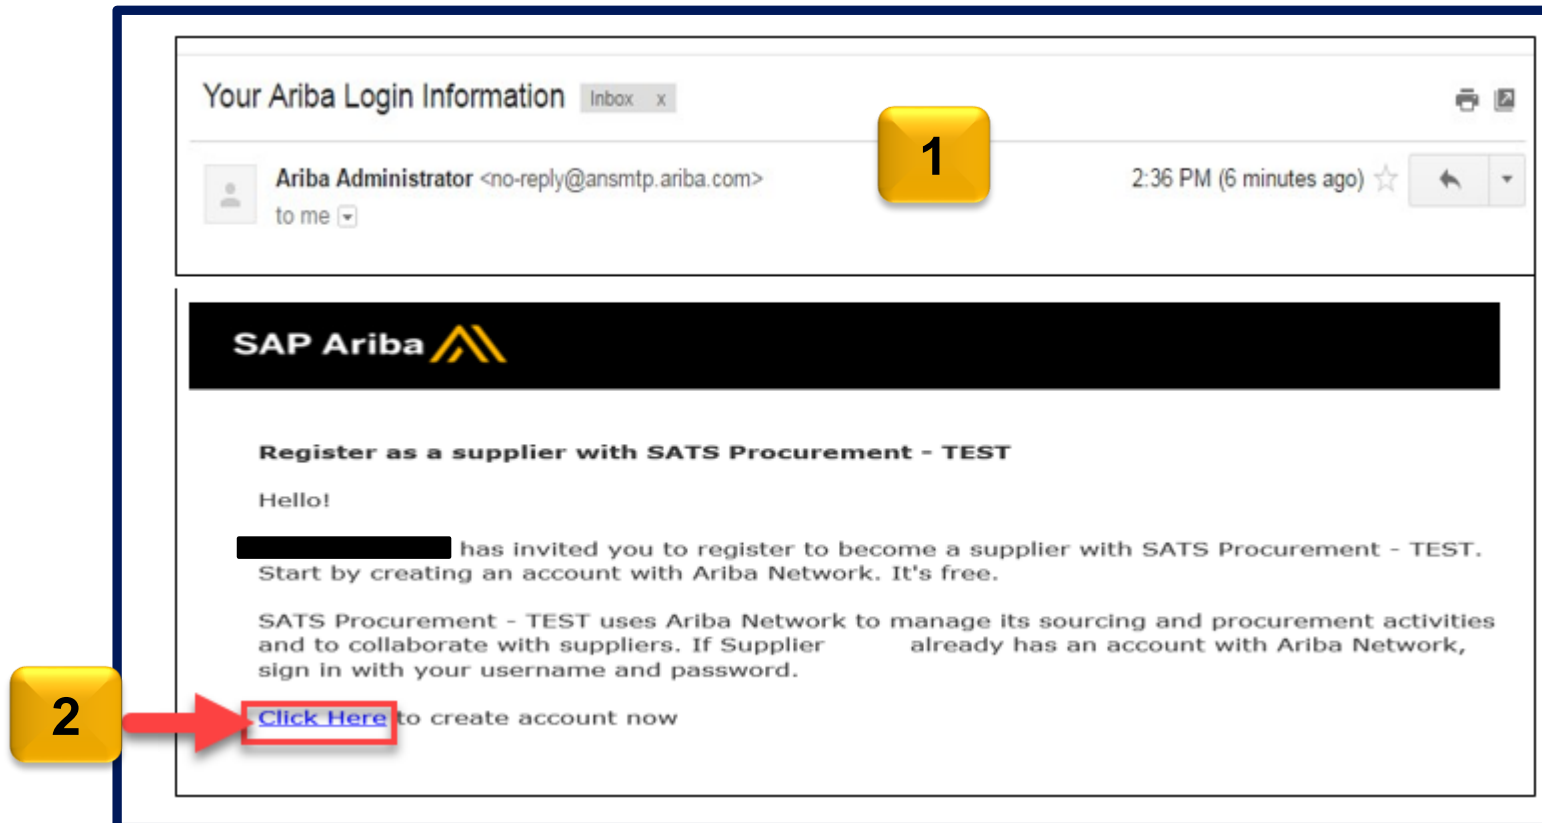 Your Ariba Login Information Inbox x
1
Ariba Administrator <no-reply@ansmtp.ariba.com> 2:36 PM (6 minutes ago)
to me
SAP Ariba
Register as a supplier with SATS Procurement - TEST
Hello!
has invited you to register to become a supplier with SATS Procurement - TEST.
Start by creating an account with Ariba Network. It's free.
SATS Procurement - TEST uses Ariba Network to manage its sourcing and procurement activities
and to collaborate with suppliers. If Supplier already has an account with Ariba Network,
sign in with your username and password.
2
Click Here to create account now